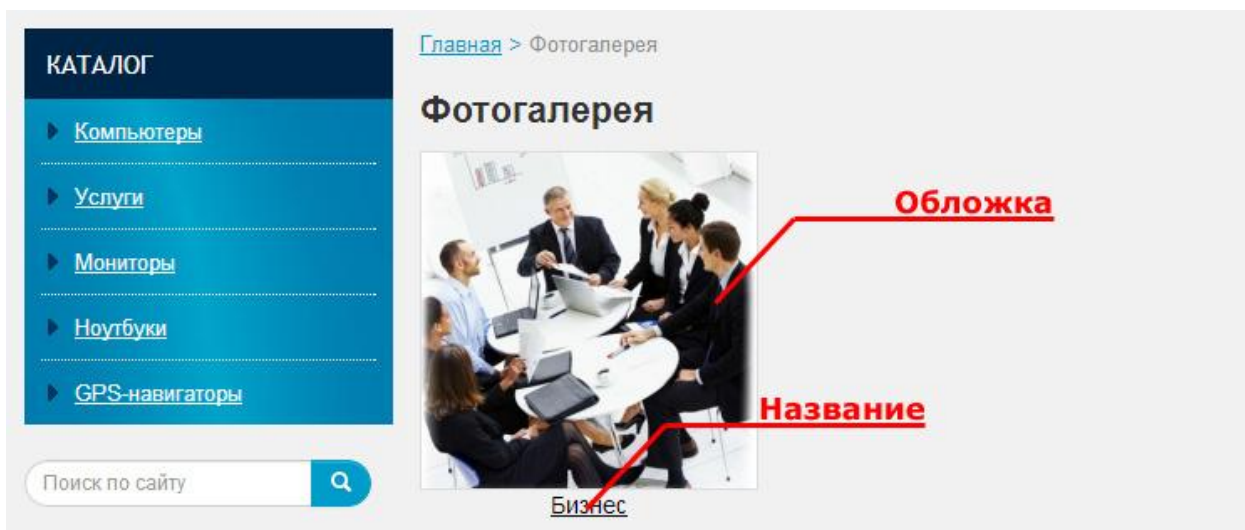 КАТАЛОГ
Компьютеры
Услуги
Мониторы
Ноутбуки
GPS-навигаторы
Поиск по сайту
Главная > Фотогалерея
Фотогалерея
Обложка
Название
Бизнес